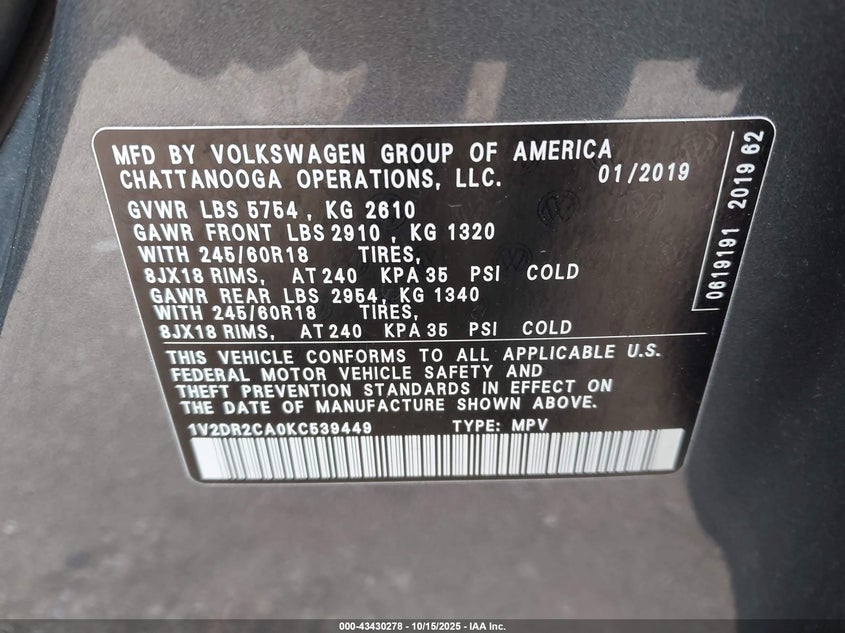 MFD BY VOLKSWAGEN GROUP OF AMERICA
CHATTANOOGA OPERATIONS, LLC. 01/2019
GVWR LBS 5754 , KG 2610
GAWR FRONT LBS 2910 , KG 1320
WITH 245/60R18 TIRES,
8JX18 RIMS, AT 240 KPA 35 PSI COLD
GAWR REAR LBS 2954, KG 1340
WITH 245/60R18 TIRES,
8JX18 RIMS, AT 240 KPA 35 PSI COLD
THIS VEHICLE CONFORMS TO ALL APPLICABLE U.S.
FEDERAL MOTOR VEHICLE SAFETY AND
THEFT PREVENTION STANDARDS IN EFFECT ON
THE DATE OF MANUFACTURE SHOWN ABOVE.
1V2DR2CA0KC539449 TYPE: MPV
0619191 2019 62
000-43430278 - 10/15/2025 - IAA Inc.